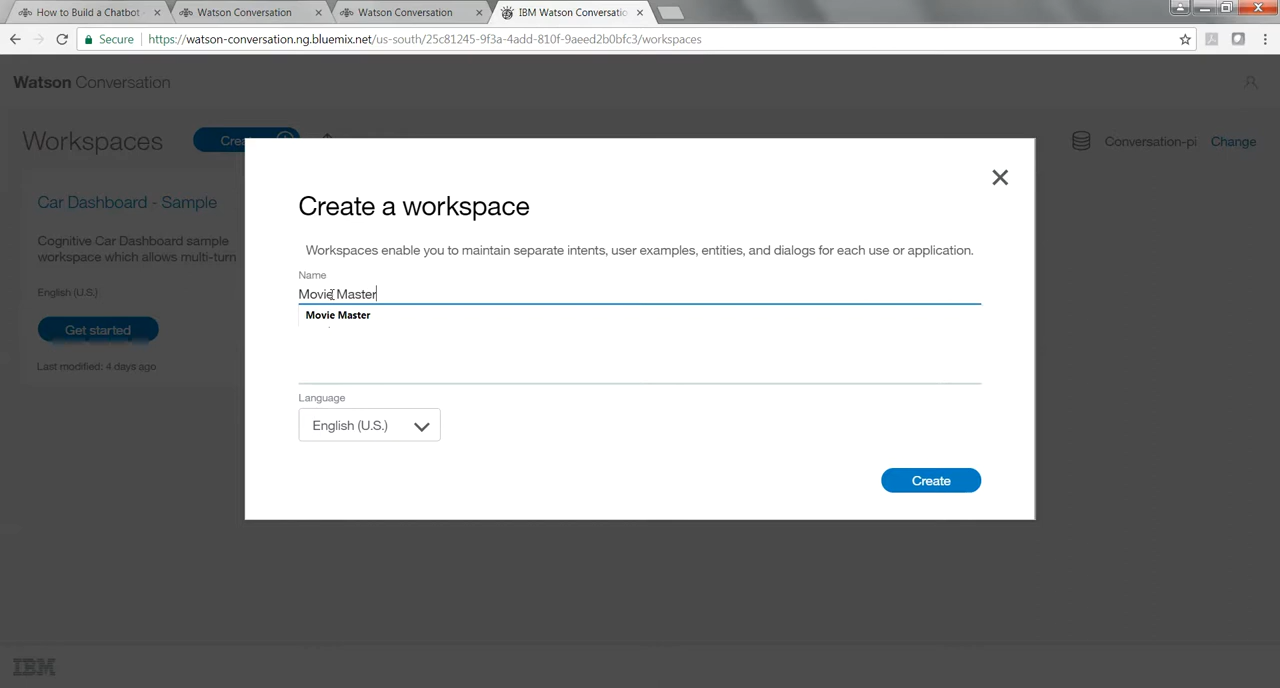 How to Build a Chatbot -
Watson Conversation
Watson Conversation
IBM Watson Conversatio
Secure
https://watson-conversation.ng.bluemix.net/us-south/25c81245-9f3a-4add-810f-9aeed2b0bfc3/workspaces
Watson Conversation
Workspaces
Crea
Conversation-pi
Change
Car Dashboard - Sample
Cognitive Car Dashboard sample
workspace which allows multi-turn
English (U.S.)
Get started
Last modified: 4 days ago
Create a workspace
Workspaces enable you to maintain separate intents, user examples, entities, and dialogs for each use or application.
Name
Movie Master
Movie Master
Language
English (U.S.)
Create
IBM